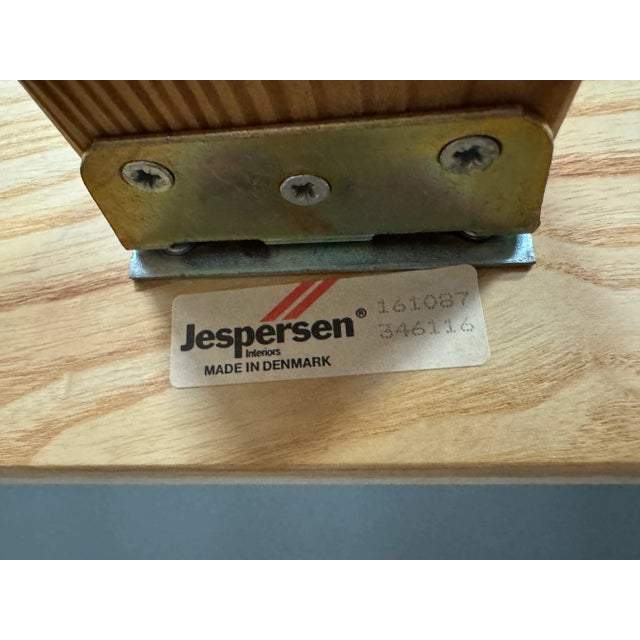 Jespersen® 161087
Interiors 346116
MADE IN DENMARK